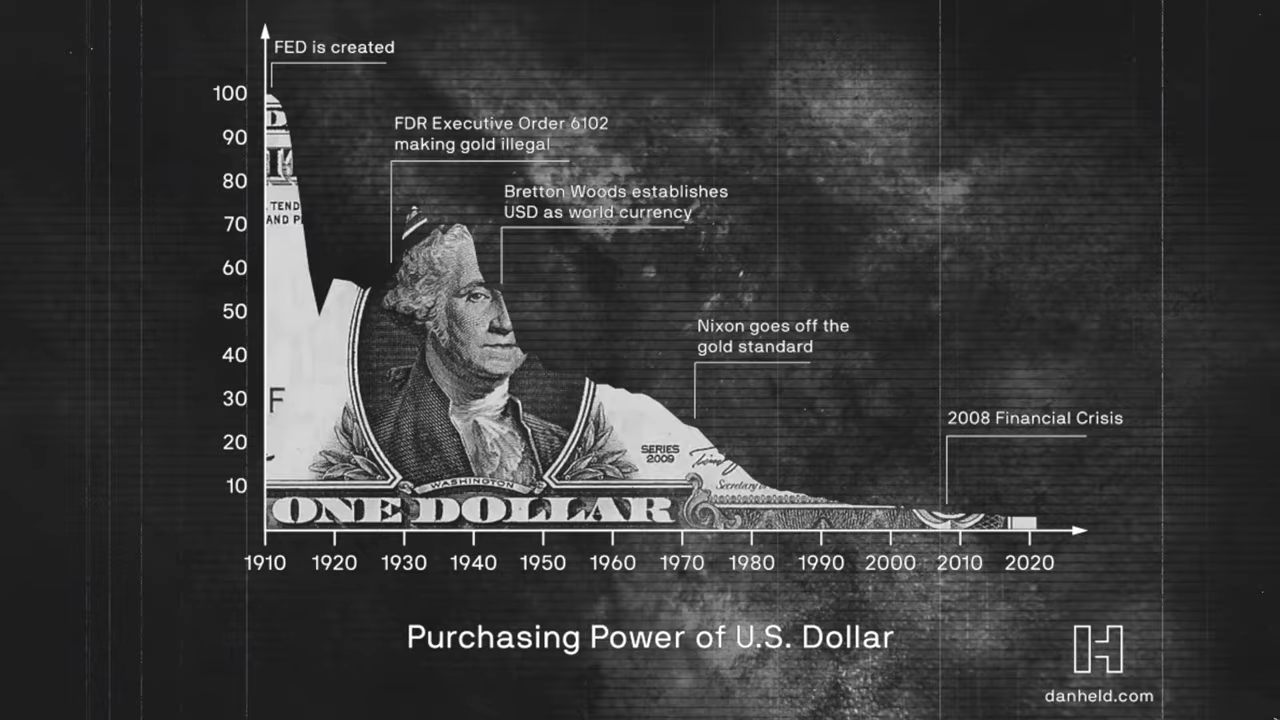 FED is created
FDR Executive Order 6102
making gold illegal
Bretton Woods establishes
USD as world currency
Nixon goes off the
gold standard
2008 Financial Crisis
100
90
80
70
60
50
40
30
20
10
TEND
AND P
F
SERIES
2009
Secretary
WASHINGTON
ONE DOLLAR
1910 1920 1930 1940 1950 1960 1970 1980 1990 2000 2010 2020
Purchasing Power of U.S. Dollar
danheld.com